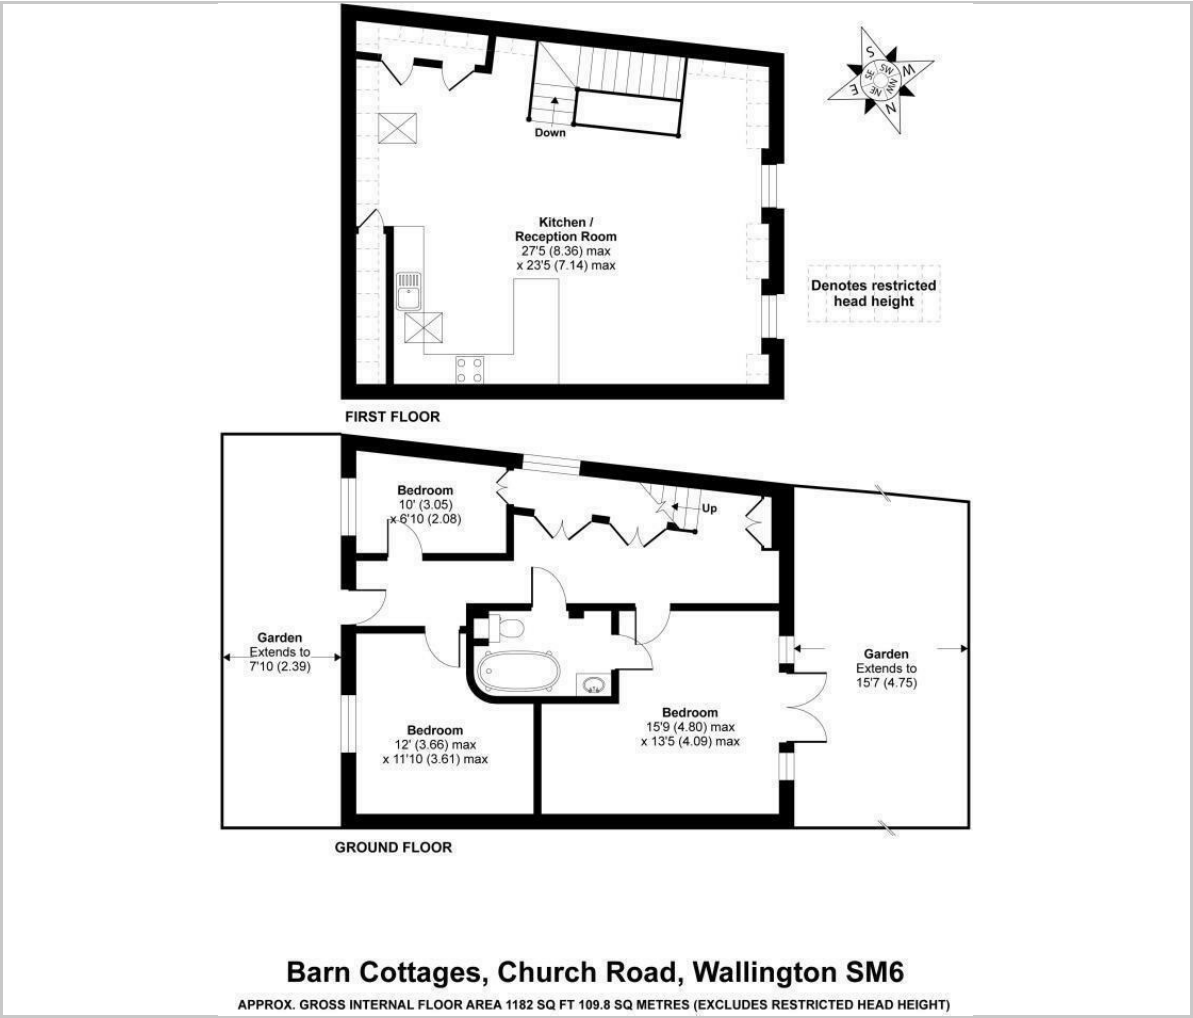 S
SW
W
SE
NW
E
NE
N
Down
Kitchen /
Reception Room
27'5 (8.36) max
x 23'5 (7.14) max
Denotes restricted
head height
FIRST FLOOR
Bedroom
10' (3.05)
x 6'10 (2.08)
Up
Garden
Extends to
7'10 (2.39)
Garden
Extends to
15'7 (4.75)
Bedroom
15'9 (4.80) max
x 13'5 (4.09) max
Bedroom
12' (3.66) max
x 11'10 (3.61) max
GROUND FLOOR
Barn Cottages, Church Road, Wallington SM6
APPROX. GROSS INTERNAL FLOOR AREA 1182 SQ FT 109.8 SQ METRES (EXCLUDES RESTRICTED HEAD HEIGHT)